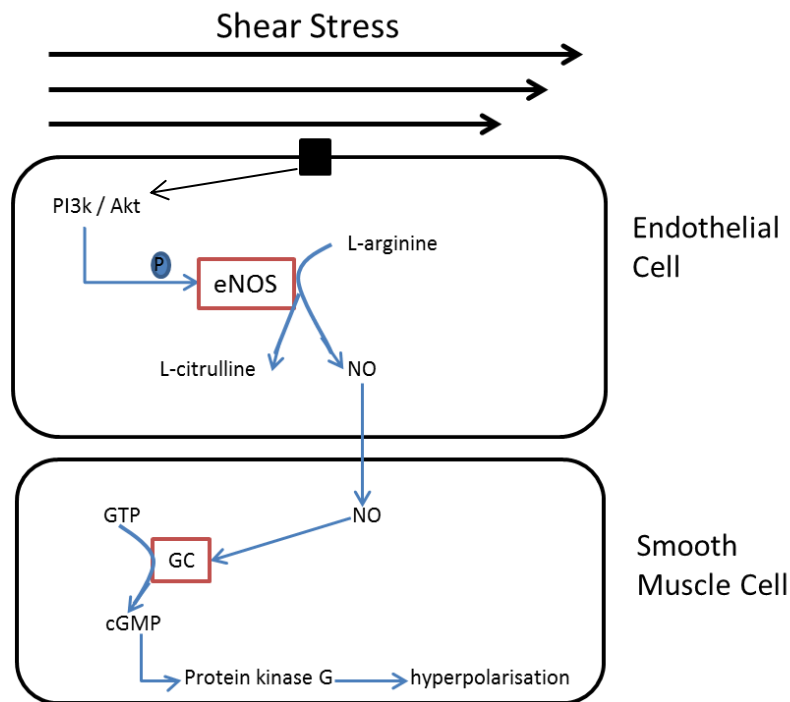 Shear Stress
PI3k / Akt
P
eNOS
L-arginine
L-citrulline
NO
Endothelial
Cell
GTP
NO
GC
cGMP
Protein kinase G
hyperpolarisation
Smooth
Muscle Cell